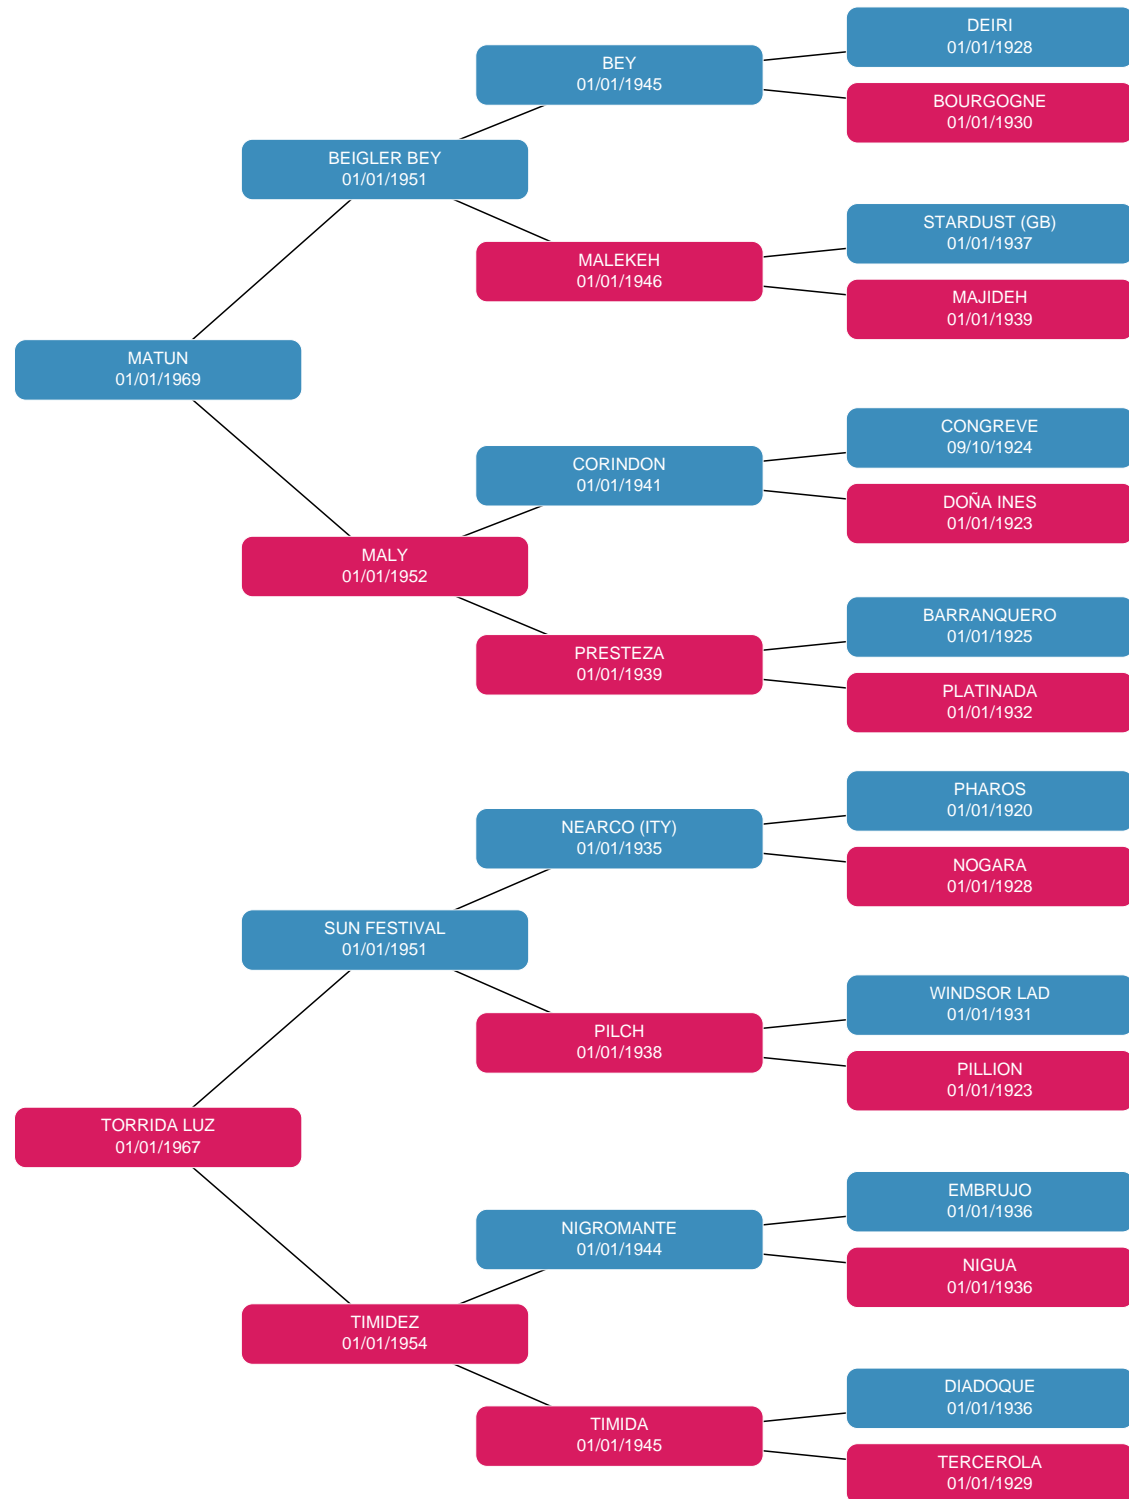 DEIRI
01/01/1928
BEY
01/01/1945
BOURGOGNE
01/01/1930
BEIGLER BEY
01/01/1951
STARDUST (GB)
01/01/1937
MALEKEH
01/01/1946
MAJIDEH
01/01/1939
MATUN
01/01/1969
CONGREVE
09/10/1924
CORINDON
01/01/1941
DOÑA INES
01/01/1923
MALY
01/01/1952
BARRANQUERO
01/01/1925
PRESTEZA
01/01/1939
PLATINADA
01/01/1932
PHAROS
01/01/1920
NEARCO (ITY)
01/01/1935
NOGARA
01/01/1928
SUN FESTIVAL
01/01/1951
WINDSOR LAD
01/01/1931
PILCH
01/01/1938
PILLION
01/01/1923
TORRIDA LUZ
01/01/1967
EMBRUJO
01/01/1936
NIGROMANTE
01/01/1944
NIGUA
01/01/1936
TIMIDEZ
01/01/1954
DIADOQUE
01/01/1936
TIMIDA
01/01/1945
TERCEROLA
01/01/1929